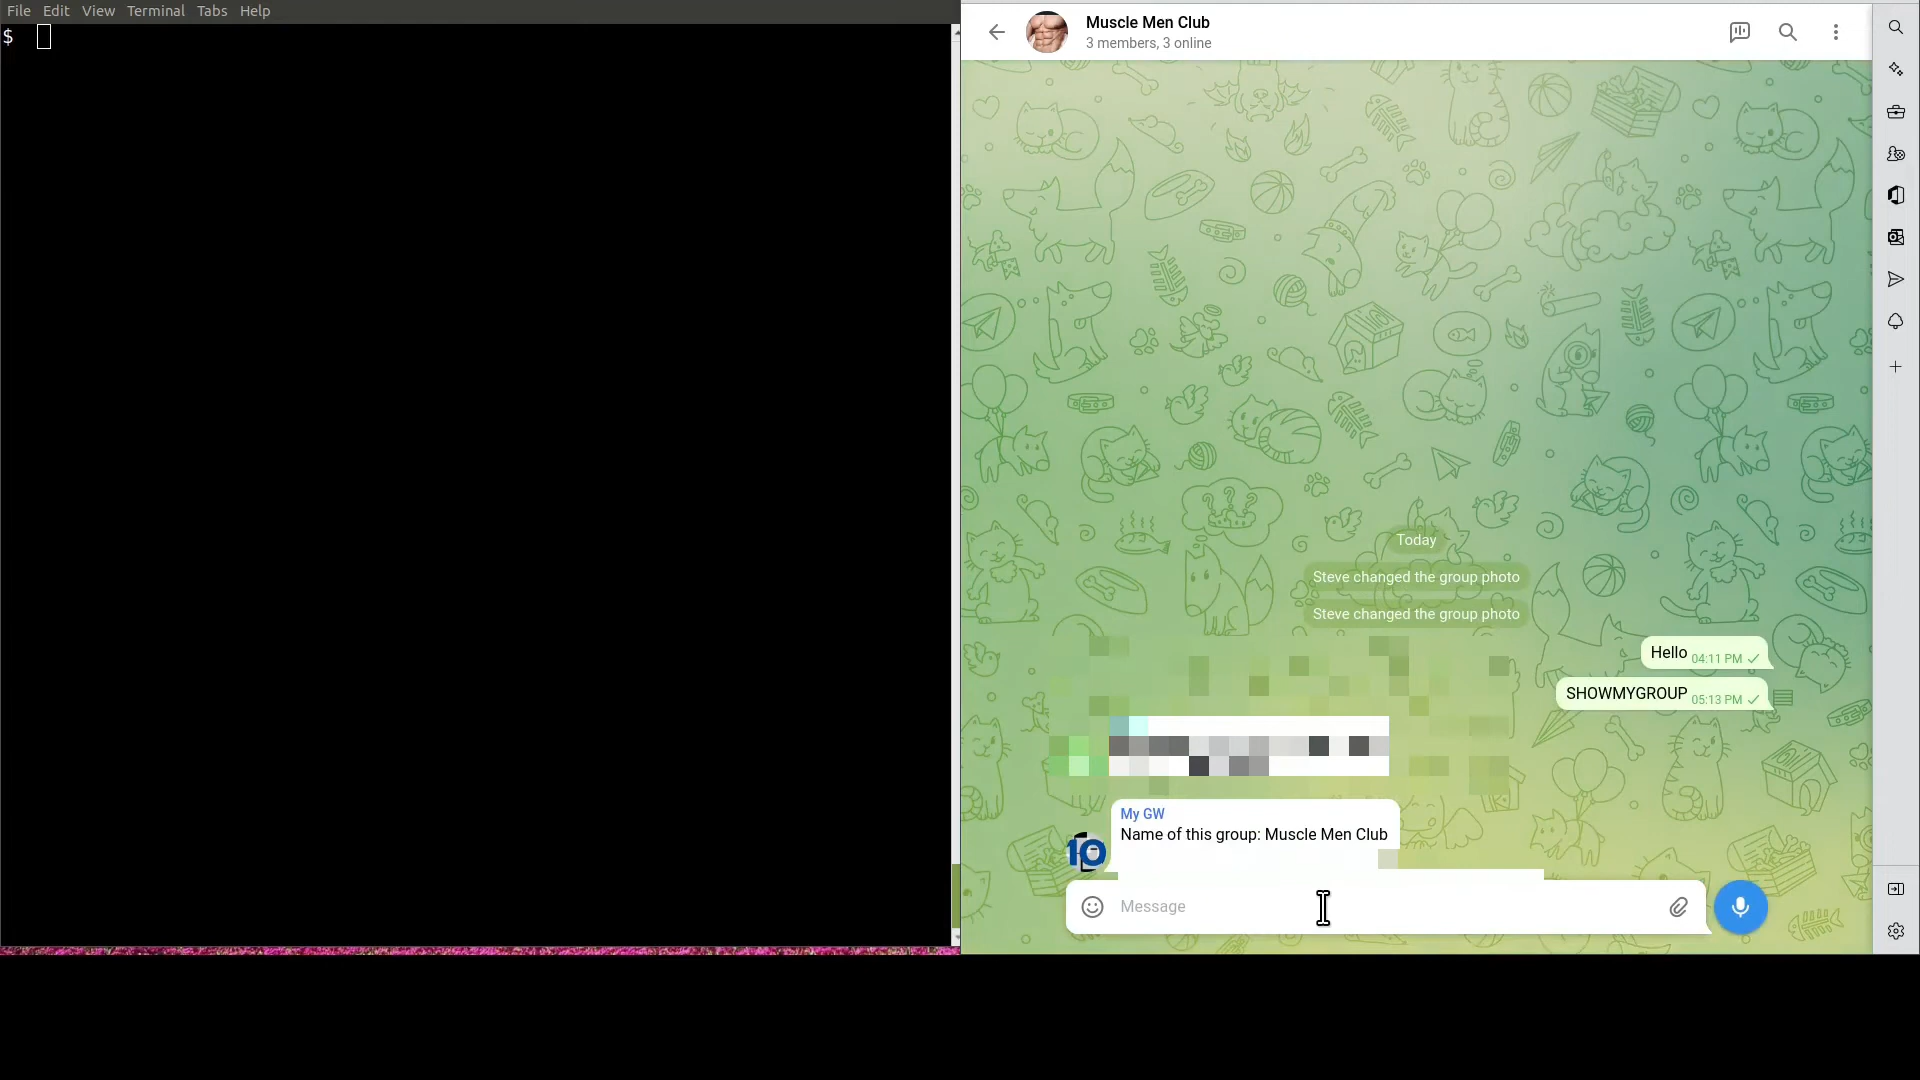 File Edit View Terminal Tabs Help
$
Muscle Men Club
3 members, 3 online
Today
Steve changed the group photo
Steve changed the group photo
Hello 04:11 PM
SHOWMYGROUP 05:13 PM
My GW
Name of this group: Muscle Men Club
10
Message